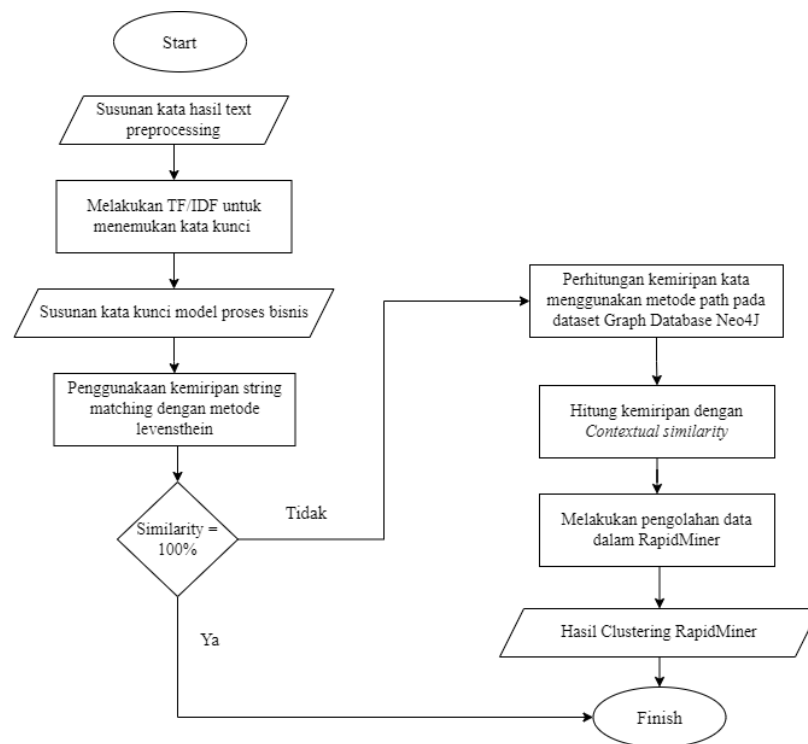 Start
Susunan kata hasil text
preprocessing
Melakukan TF/IDF untuk
menemukan kata kunci
Susunan kata kunci model proses bisnis
Penggunakaan kemiripan string
matching dengan metode
levensthein
Similarity =
100%
Tidak
Ya
Perhitungan kemiripan kata
menggunakan metode path pada
dataset Graph Database Neo4J
Hitung kemiripan dengan
Contextual similarity
Melakukan pengolahan data
dalam RapidMiner
Hasil Clustering RapidMiner
Finish